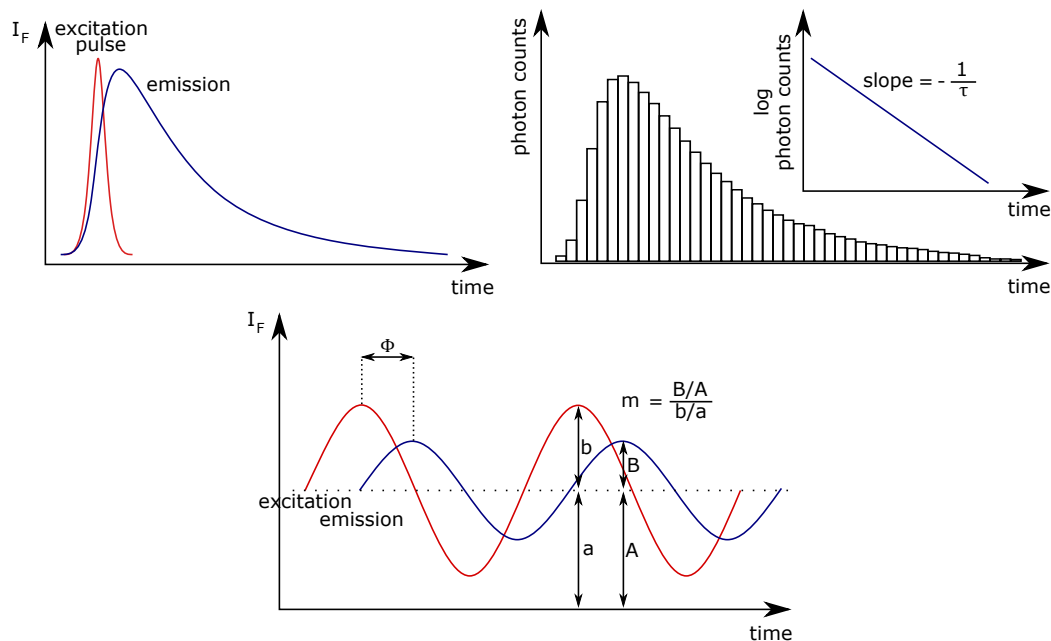 I_F
excitation
pulse
emission
time
photon counts
log
photon counts
slope = - 1/τ
time
time
I_F
Φ
m = B/A / b/a
b
B
excitation
emission
a
A
time